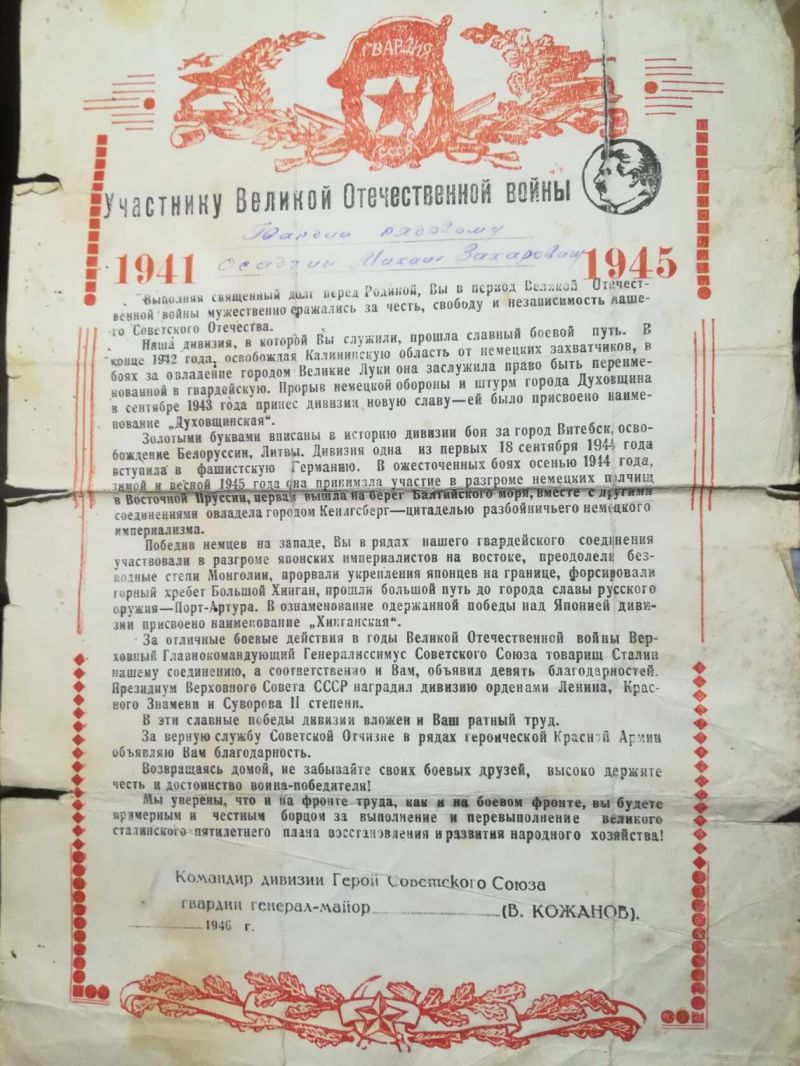 ГВАРДИЯ
СССР
Участнику Великой Отечественной войны
Гвардии рядовому
Осадчий Михаил Захарович
1941 1945
Выполняя священный долг перед Родиной, Вы в период Великой Отечест-
венной войны мужественно сражались за честь, свободу и независимость наше-
го Советского Отечества.
Наша дивизия, в которой Вы служили, прошла славный боевой путь. В
конце 1942 года, освобождая Калининскую область от немецких захватчиков, в
боях за овладение городом Великие Луки она заслужила право быть переиме-
нованной в гвардейскую. Прорыв немецкой обороны и штурм города Духовщина
в сентябре 1943 года принес дивизии новую славу—ей было присвоено наиме-
нование „Духовщинская“.
Золотыми буквами вписаны в историю дивизии бои за город Витебск, осво-
бождение Белоруссии, Литвы. Дивизия одна из первых 18 сентября 1944 года
вступила в фашистскую Германию. В ожесточенных боях осенью 1944 года,
зимой и весной 1945 года она принимала участие в разгроме немецких полчищ
в Восточной Пруссии, первая вышла на берег Балтийского моря, вместе с другими
соединениями овладела городом Кенигсберг—цитаделью разбойничьего немецкого
империализма.
Победив немцев на западе, Вы в рядах нашего гвардейского соединения
участвовали в разгроме японских империалистов на востоке, преодолели без-
водные степи Монголии, прорвали укрепления японцев на границе, форсировали
горный хребет Большой Хинган, прошли большой путь до города славы русского
оружия—Порт-Артура. В ознаменование одержанной победы над Японией диви-
зии присвоено наименование „Хинганская“.
За отличные боевые действия в годы Великой Отечественной войны Вер-
ховный Главнокомандующий Генералиссимус Советского Союза товарищ Сталин
нашему соединению, а соответственно и Вам, объявил девять благодарностей.
Президиум Верховного Совета СССР наградил дивизию орденами Ленина, Крас-
ного Знамени и Суворова II степени.
В эти славные победы дивизии вложен и Ваш ратный труд.
За верную службу Советской Отчизне в рядах героической Красной Армии
объявляю Вам благодарность.
Возвращаясь домой, не забывайте своих боевых друзей, высоко держите
честь и достоинство воина-победителя!
Мы уверены, что и на фронте труда, как и на боевом фронте, вы будете
примерным и честным борцом за выполнение и перевыполнение великого
сталинского пятилетнего плана восстановления и развития народного хозяйства!
Командир дивизии Герой Советского Союза
гвардии генерал-майор (В. КОЖАНОВ).
1946 г.